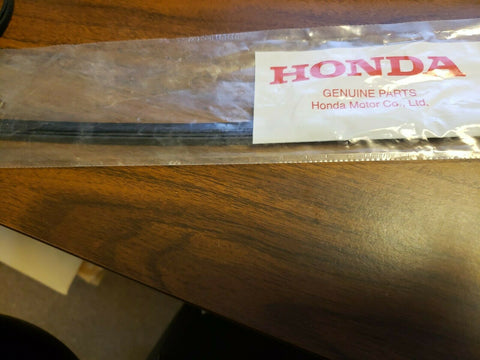 HONDA
GENUINE PARTS
Honda Motor Co., Ltd.